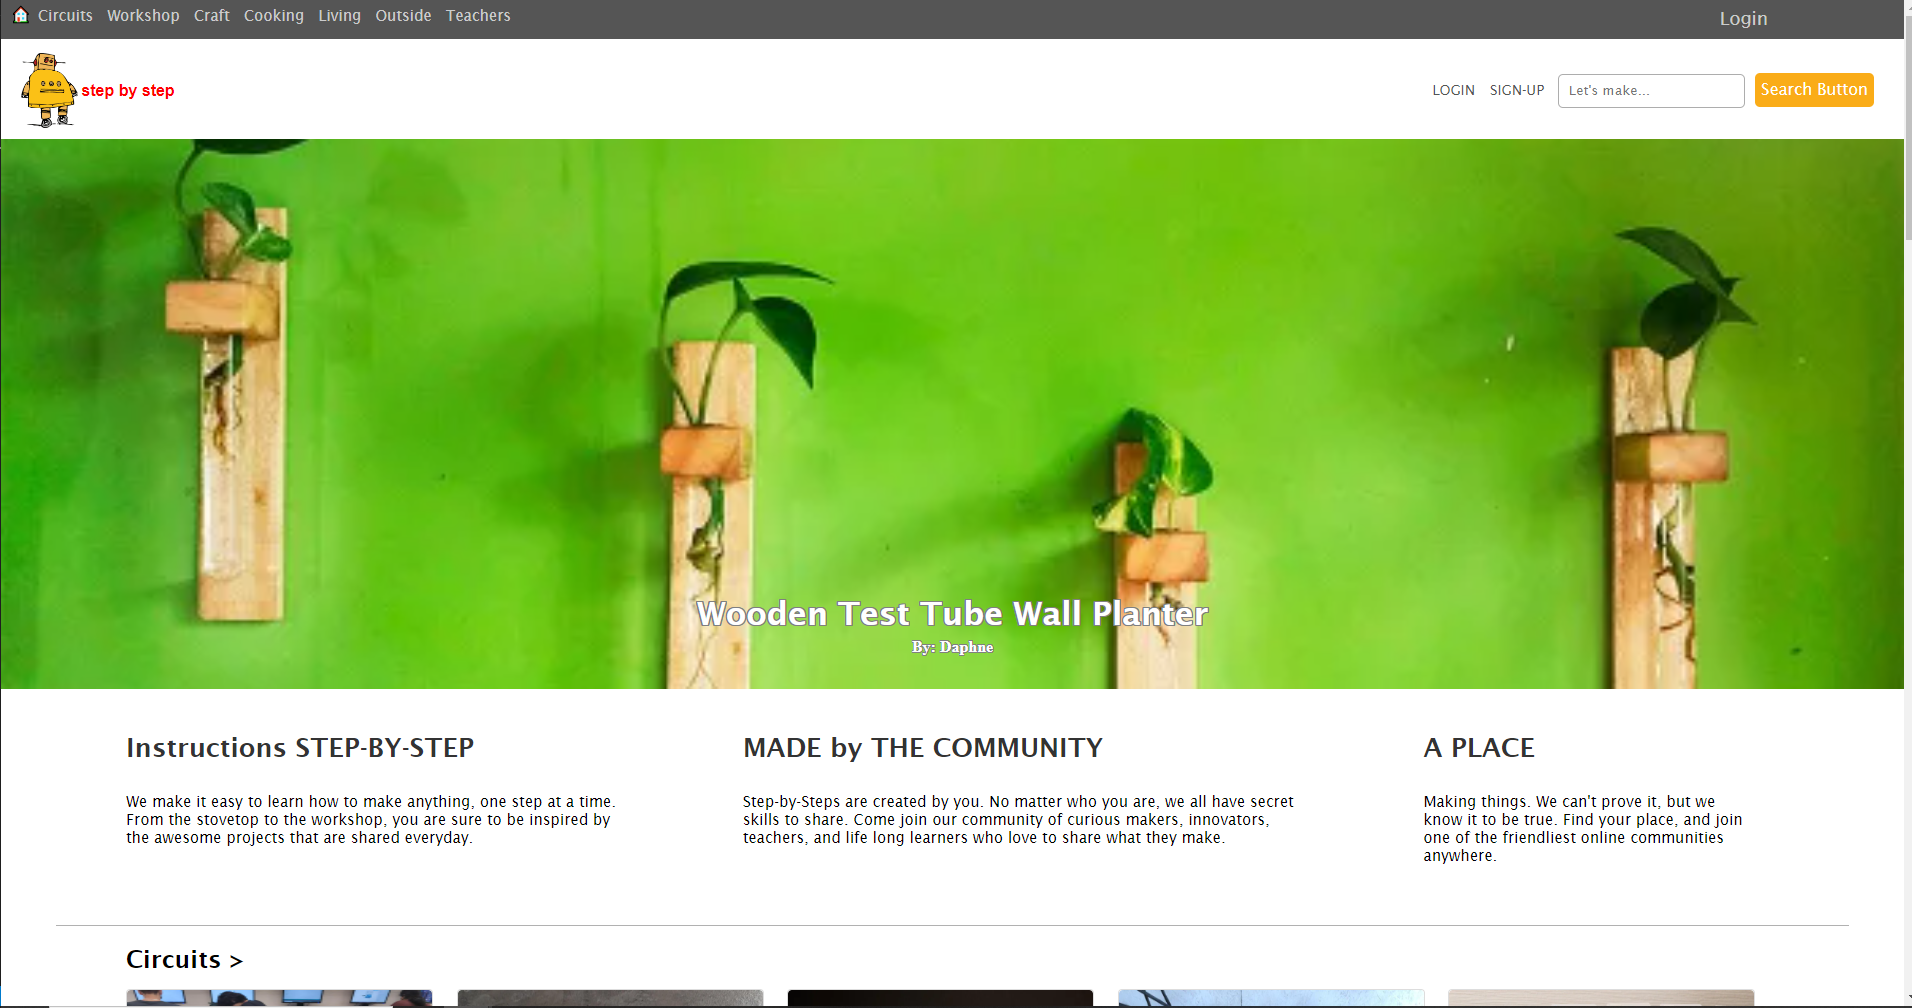 Circuits Workshop Craft Cooking Living Outside Teachers Login
step by step LOGIN SIGN-UP Let's make... Search Button
Wooden Test Tube Wall Planter
By: Daphne
Instructions STEP-BY-STEP
We make it easy to learn how to make anything, one step at a time.
From the stovetop to the workshop, you are sure to be inspired by
the awesome projects that are shared everyday.
MADE by THE COMMUNITY
Step-by-Steps are created by you. No matter who you are, we all have secret
skills to share. Come join our community of curious makers, innovators,
teachers, and life long learners who love to share what they make.
A PLACE
Making things. We can't prove it, but we
know it to be true. Find your place, and join
one of the friendliest online communities
anywhere.
Circuits >